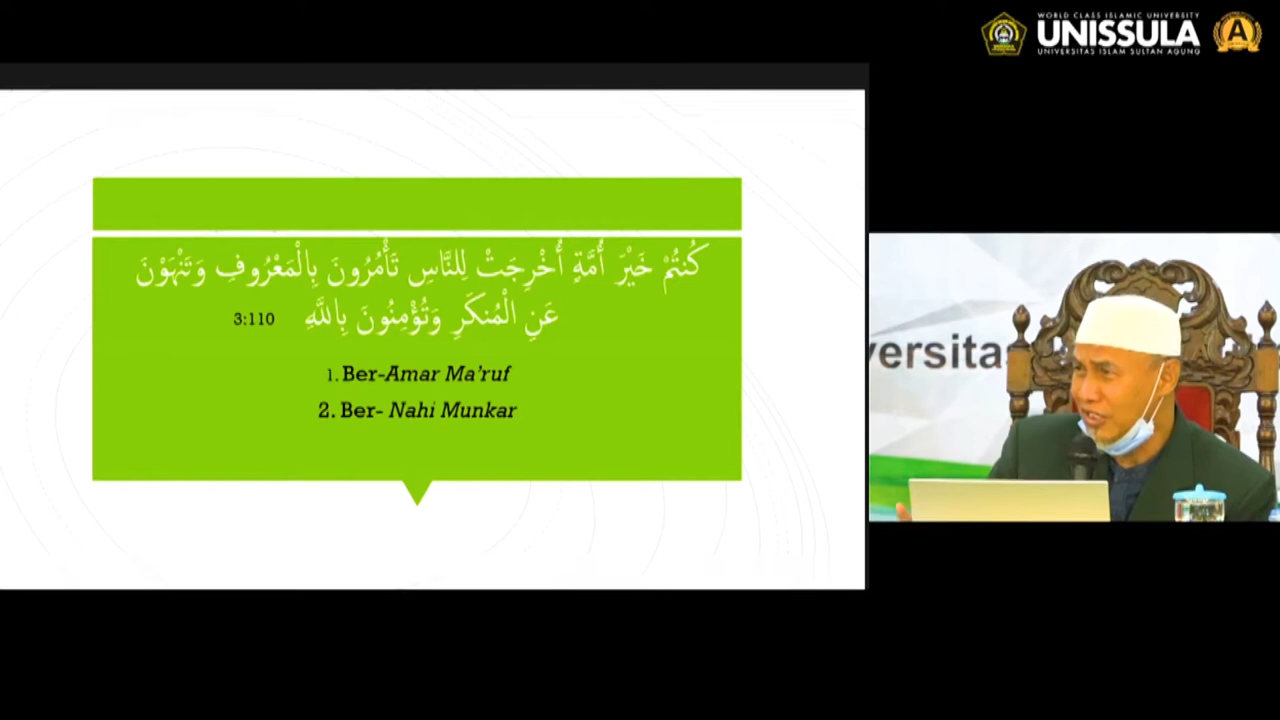 WORLD CLASS ISLAMIC UNIVERSITY
UNISSULA
UNIVERSITAS ISLAM SULTAN AGUNG
A
كُنتُمْ خَيْرَ أُمَّةٍ أُخْرِجَتْ لِلنَّاسِ تَأْمُرُونَ بِالْمَعْرُوفِ وَتَنْهَوْنَ
عَنِ الْمُنكَرِ وَتُؤْمِنُونَ بِاللَّهِ 3:110
1. Ber-Amar Ma’ruf
2. Ber- Nahi Munkar
versitas